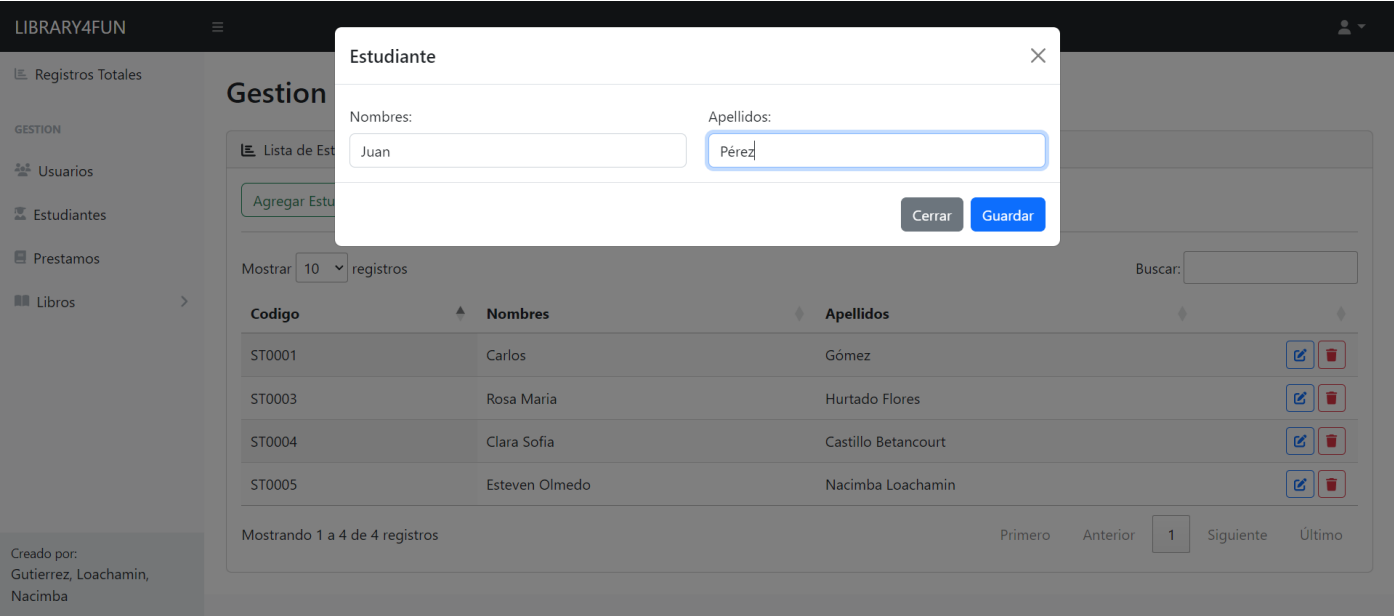 LIBRARY4FUN
Registros Totales
GESTION
Usuarios
Estudiantes
Prestamos
Libros
Creado por:
Gutierrez, Loachamin,
Nacimba
Estudiante
Nombres: Apellidos:
Juan Pérez
Cerrar Guardar
Gestion
Lista de Est
Agregar Estu
Mostrar 10 registros Buscar:
Codigo Nombres Apellidos
ST0001 Carlos Gómez
ST0003 Rosa Maria Hurtado Flores
ST0004 Clara Sofia Castillo Betancourt
ST0005 Esteven Olmedo Nacimba Loachamin
Mostrando 1 a 4 de 4 registros Primero Anterior 1 Siguiente Último